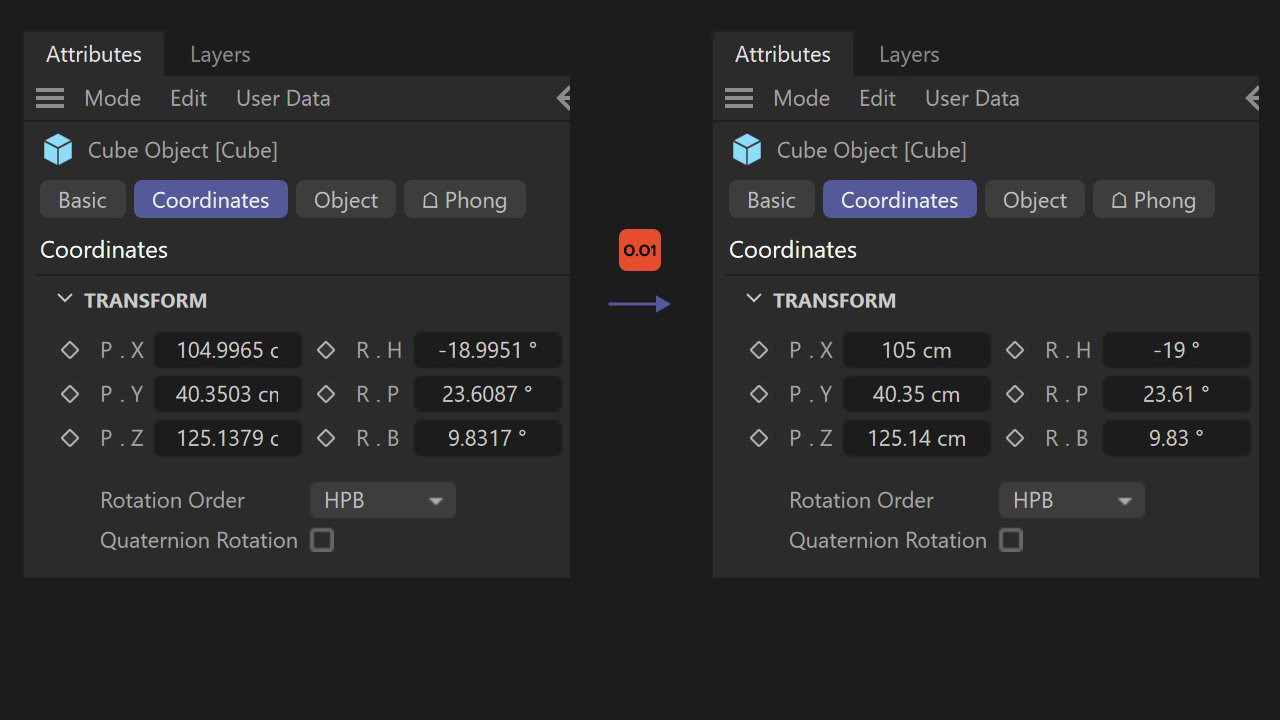 Attributes Layers
Mode Edit User Data
Cube Object [Cube]
Basic Coordinates Object Phong
Coordinates
TRANSFORM
P . X 104.9965 c R . H -18.9951 °
P . Y 40.3503 cm R . P 23.6087 °
P . Z 125.1379 c R . B 9.8317 °
Rotation Order HPB
Quaternion Rotation
0.01
Attributes Layers
Mode Edit User Data
Cube Object [Cube]
Basic Coordinates Object Phong
Coordinates
TRANSFORM
P . X 105 cm R . H -19 °
P . Y 40.35 cm R . P 23.61 °
P . Z 125.14 cm R . B 9.83 °
Rotation Order HPB
Quaternion Rotation